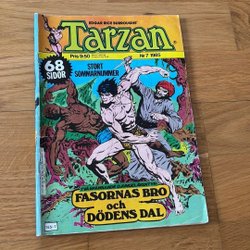 EDGAR RICE BURROUGHS'
Tarzan
Pris 9:50
Nr 7 1985
68
SIDOR
STORT
SOMMARNUMMER
FASORNAS BRO
och
DÖDENS DAL